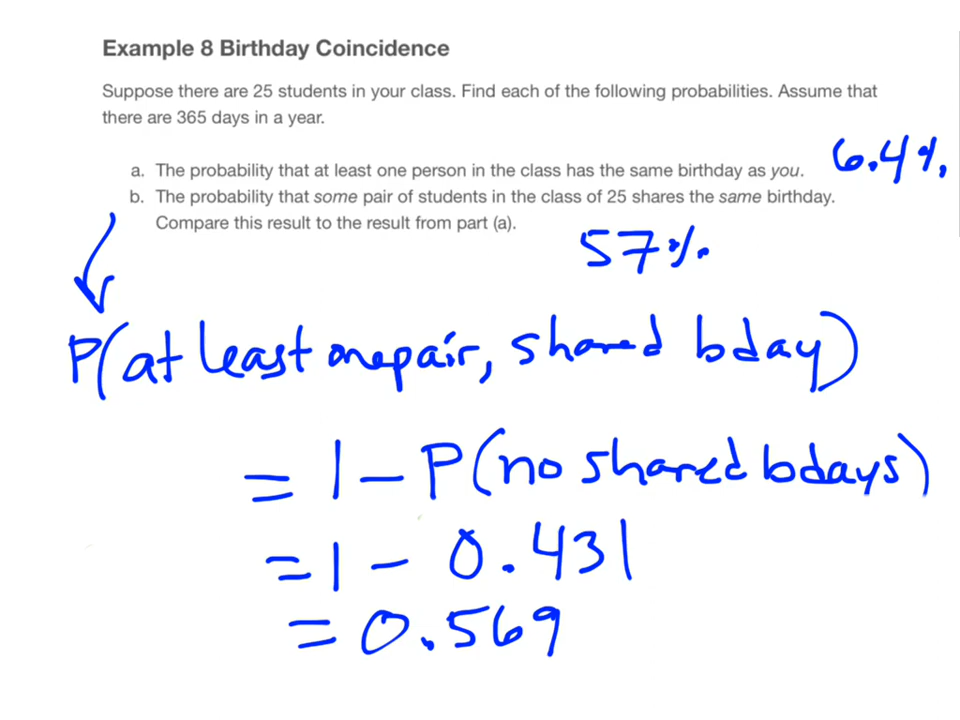 Example 8 Birthday Coincidence
Suppose there are 25 students in your class. Find each of the following probabilities. Assume that
there are 365 days in a year.
a. The probability that at least one person in the class has the same birthday as you. 6.4%
b. The probability that some pair of students in the class of 25 shares the same birthday.
Compare this result to the result from part (a).
57%
P(at least one pair, shared bday)
= 1 - P(no shared bdays)
= 1 - 0.431
= 0.569